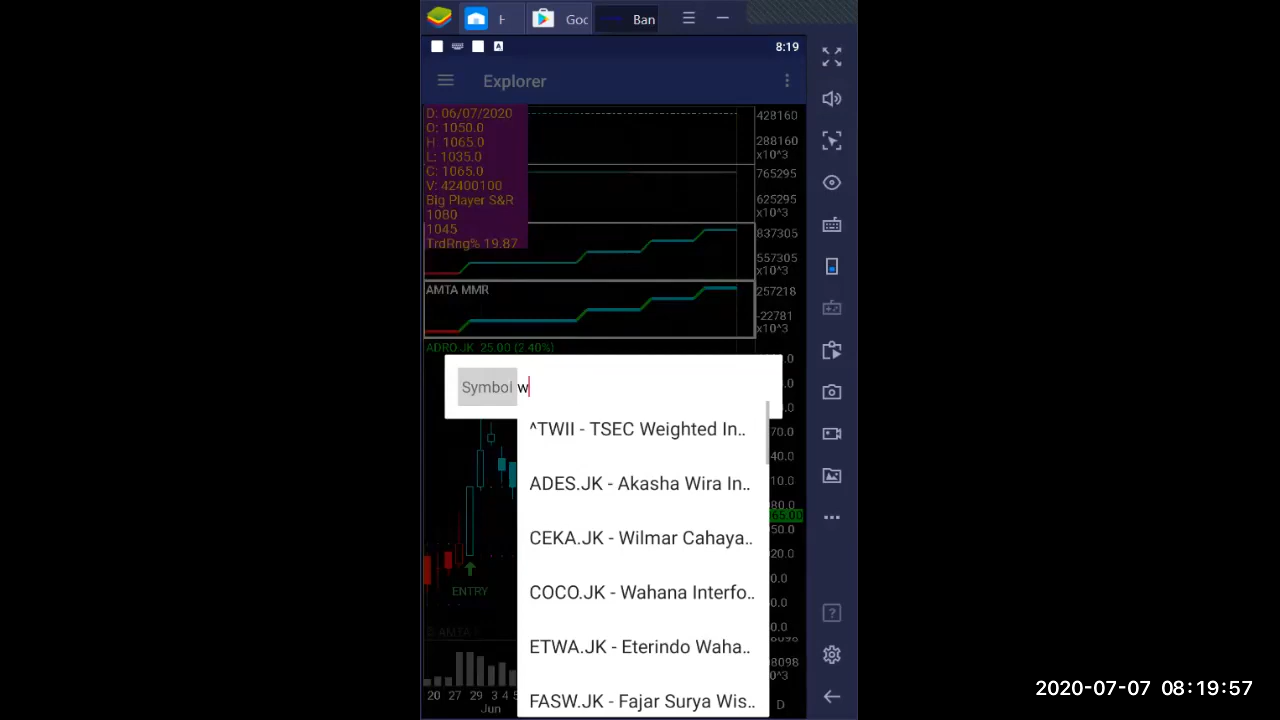 H
Goc
Ban
8:19
Explorer
D: 06/07/2020
O: 1050.0
H: 1065.0
L: 1035.0
C: 1065.0
V: 42400100
Big Player S&R
1080
1045
TrdRng% 19.87
428160
288160
x10^3
765295
625295
x10^3
837305
557305
x10^3
AMTA MMR
257218
-22781
x10^3
ADRO.JK 25.00 (2.40%)
Symbol w
^TWII - TSEC Weighted In..
ADES.JK - Akasha Wira In..
CEKA.JK - Wilmar Cahaya..
COCO.JK - Wahana Interfo..
ETWA.JK - Eterindo Waha..
FASW.JK - Fajar Surya Wis..
ENTRY
20 27 29 3 4 5
Jun
D
2020-07-07 08:19:57